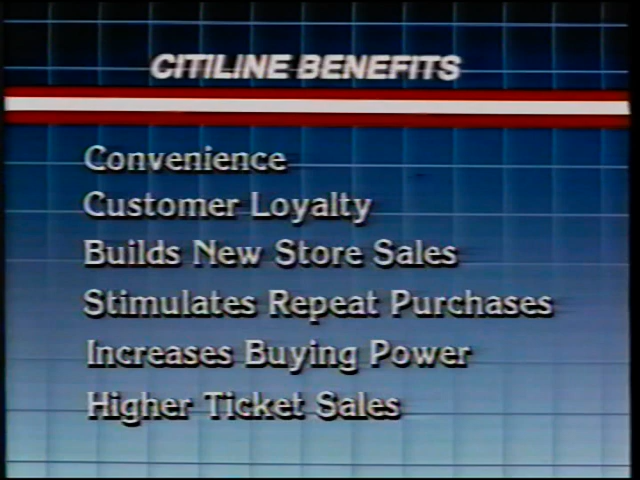 CITILINE BENEFITS
Convenience
Customer Loyalty
Builds New Store Sales
Stimulates Repeat Purchases
Increases Buying Power
Higher Ticket Sales